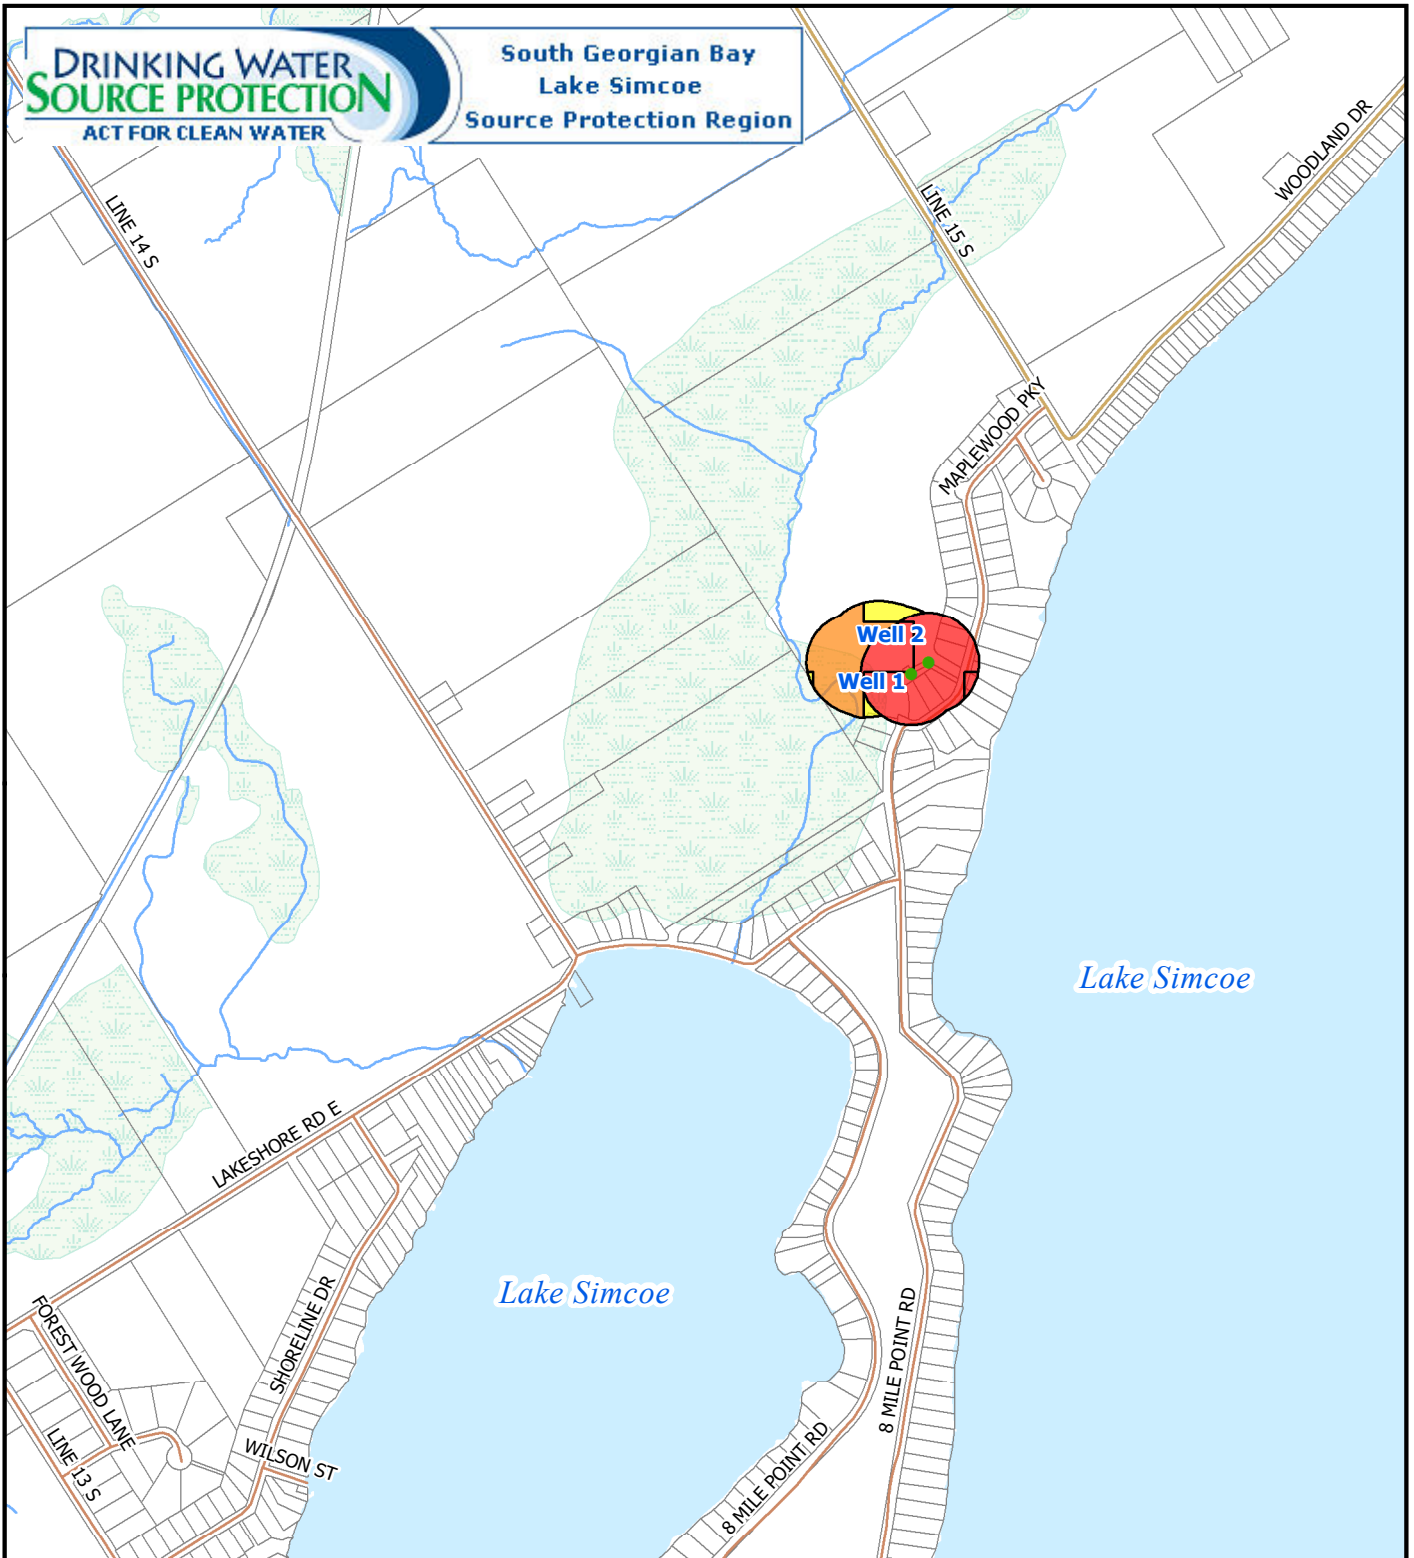 DRINKING WATER
SOURCE PROTECTION
ACT FOR CLEAN WATER
South Georgian Bay
Lake Simcoe
Source Protection Region
LINE 14 S
LINE 15 S
WOODLAND DR
MAPLEWOOD PKY
Well 2
Well 1
Lake Simcoe
LAKESHORE RD E
Lake Simcoe
SHORELINE DR
FOREST WOOD LANE
LINE 13 S
WILSON ST
8 MILE POINT RD
8 MILE POINT RD